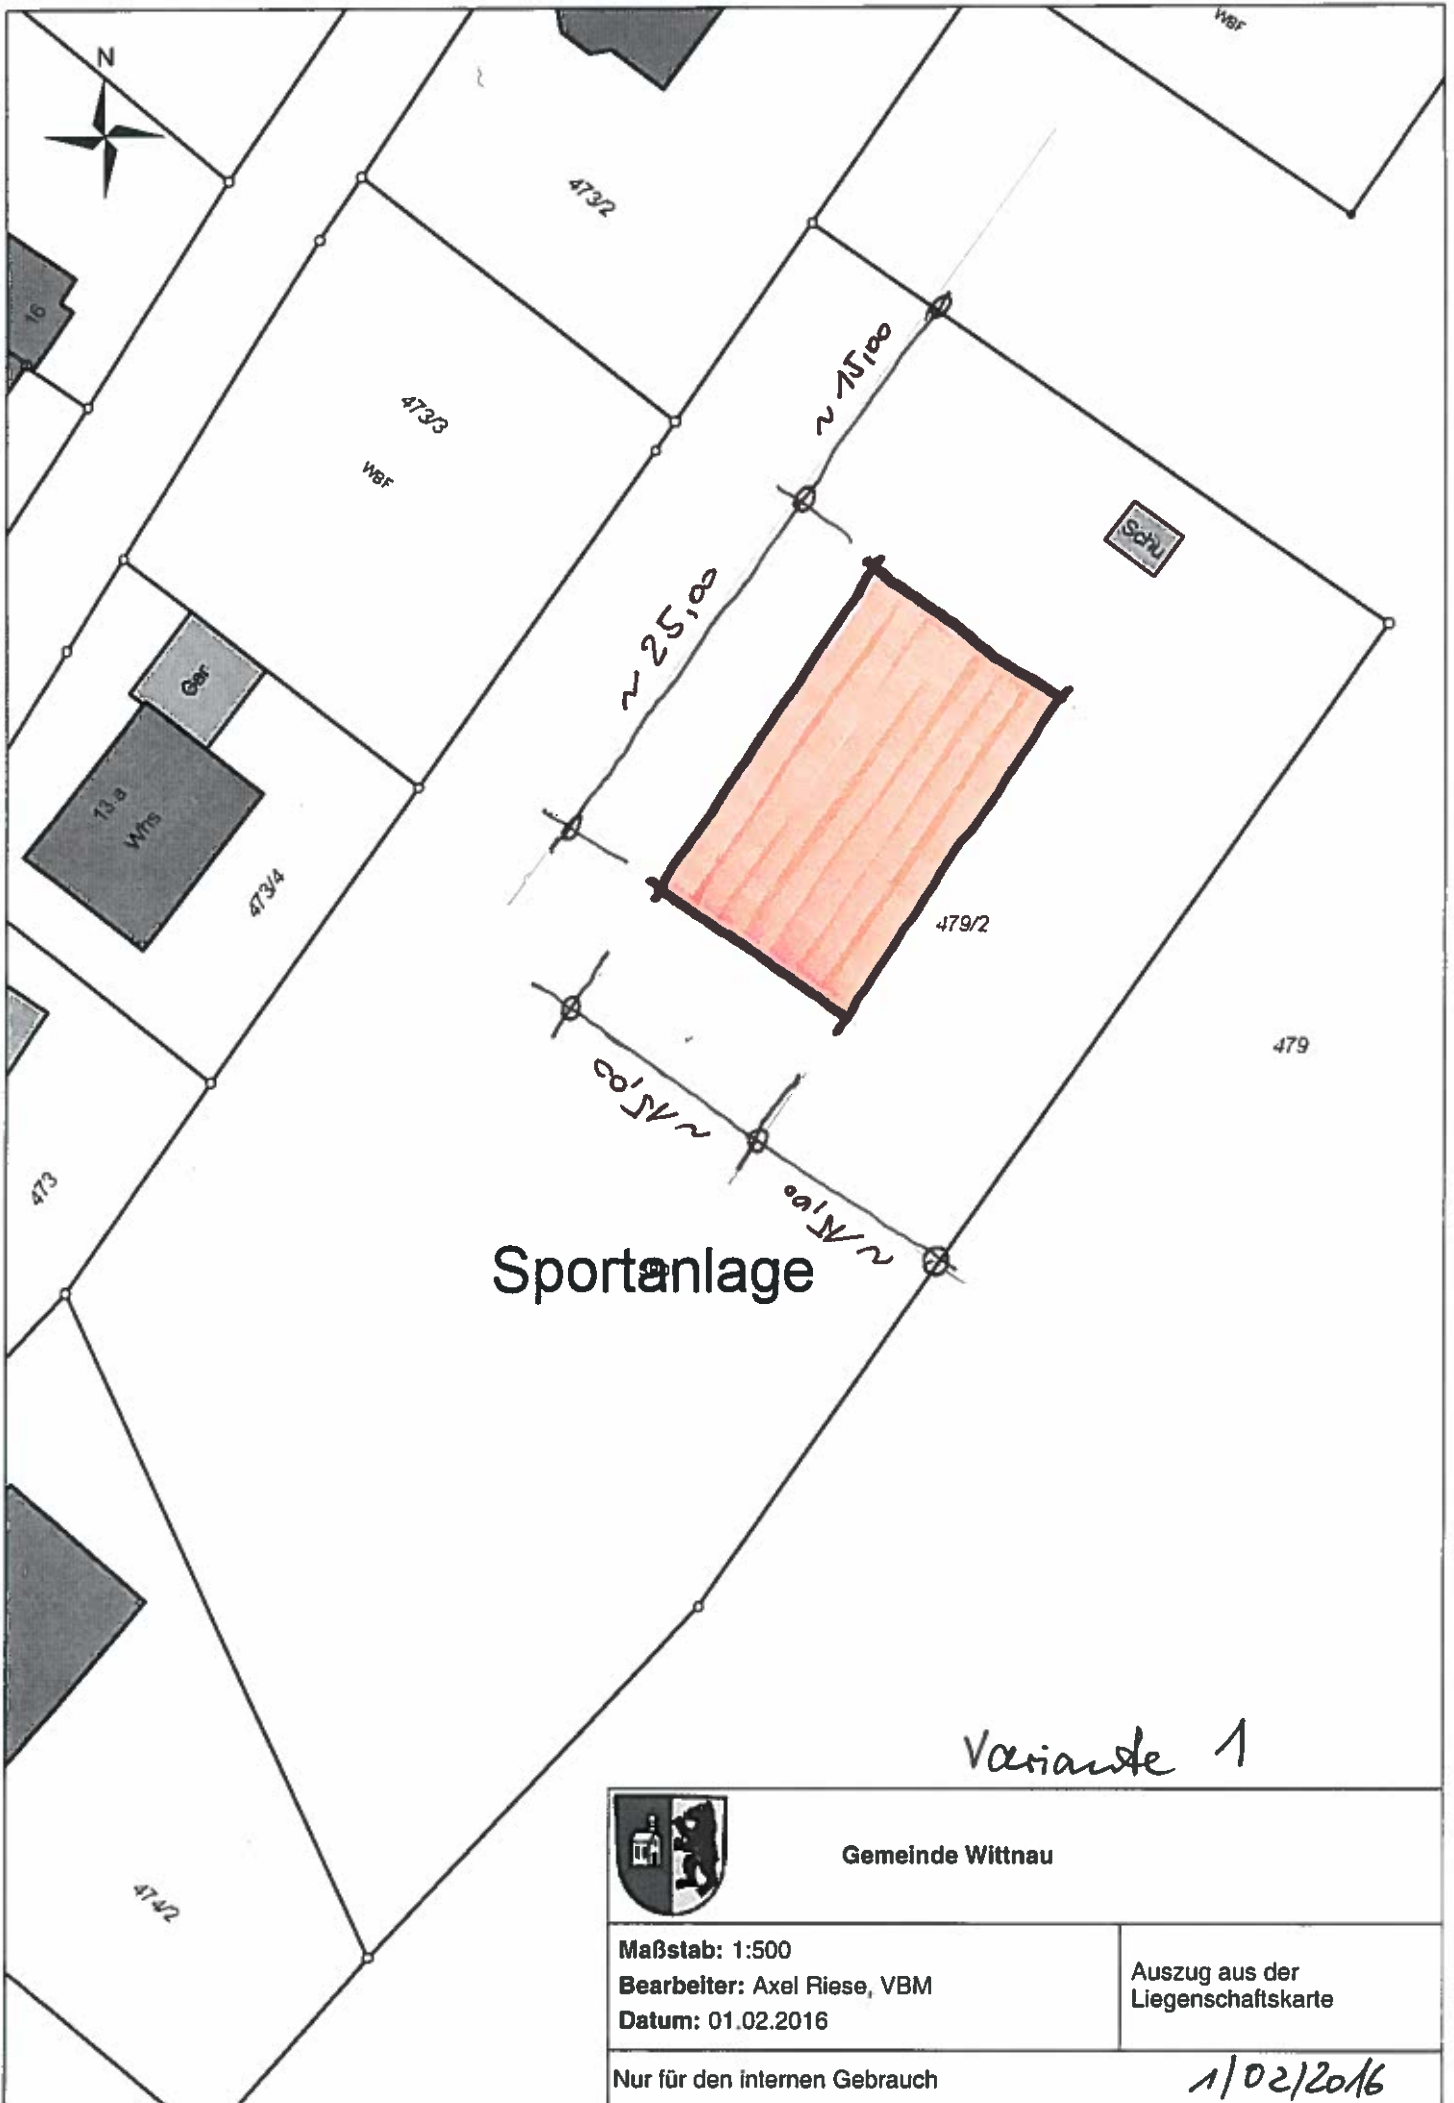 N
WBF
473/2
16
~ 15,00
473/3
WBF
Schu
~ 25,00
Gar
13 a
Whs
473/4
479/2
479
~ 15,00
473
~ 15,00
Sportanlage
Variante 1
474/2
Gemeinde Wittnau
Maßstab: 1:500
Bearbeiter: Axel Riese, VBM
Datum: 01.02.2016
Auszug aus der
Liegenschaftskarte
Nur für den internen Gebrauch
1/02/2016